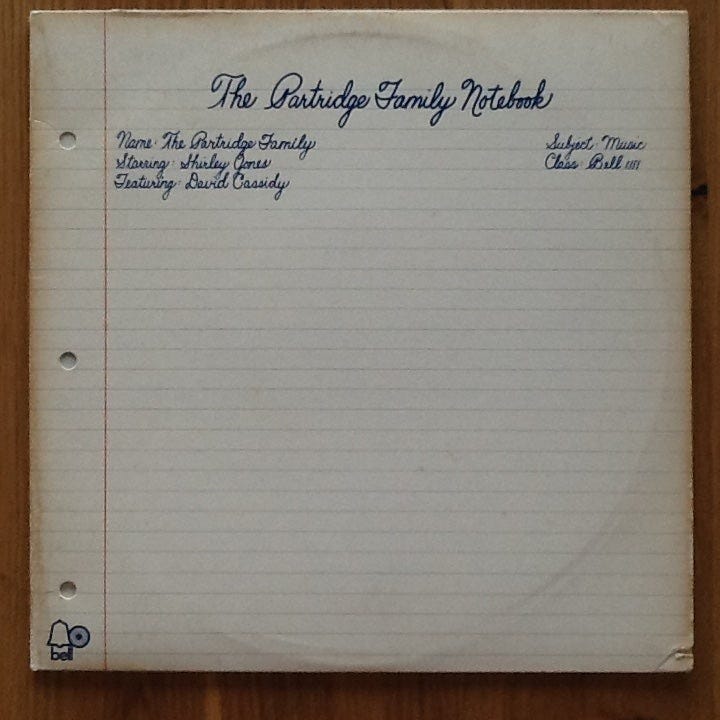 The Partridge Family Notebook
Name: The Partridge Family
Starring: Shirley Jones
Featuring: David Cassidy
Subject: Music
Class: Bell 1111
bell